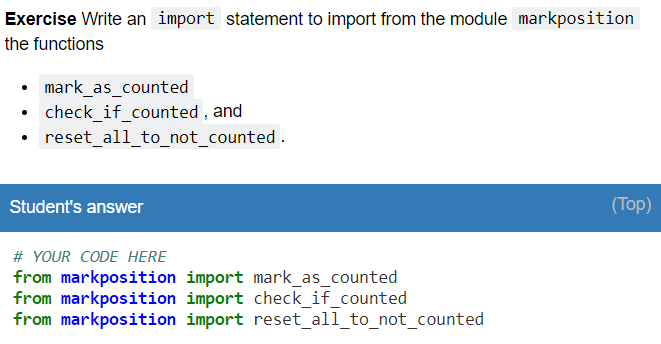 Exercise Write an import statement to import from the module markposition
the functions
• mark_as_counted
• check_if_counted , and
• reset_all_to_not_counted .
Student's answer (Top)
# YOUR CODE HERE
from markposition import mark_as_counted
from markposition import check_if_counted
from markposition import reset_all_to_not_counted